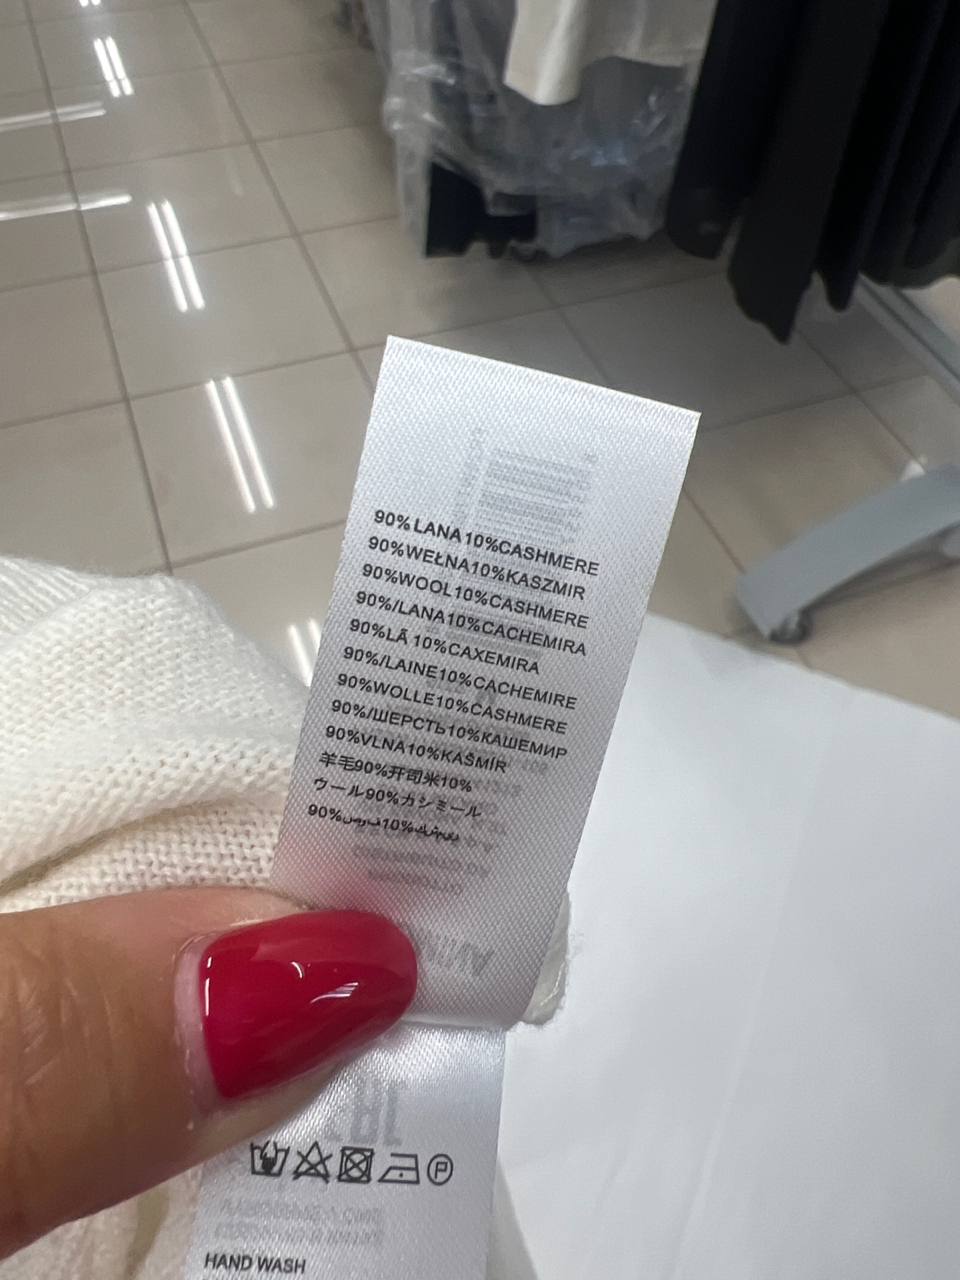 90% LANA 10%CASHMERE
90%WEŁNA10%KASZMIR
90%WOOL10%CASHMERE
90%/LANA10%CACHEMIRA
90%LÃ 10%CAXEMIRA
90%/LAINE10%CACHEMIRE
90%WOLLE10%CASHMERE
90%/ШЕРСТЬ10%КАШЕМИР
90%VLNA10%KAŠMÍR
羊毛90%开司米10%
ウール90%カシミール
90% 10%
P
HAND WASH